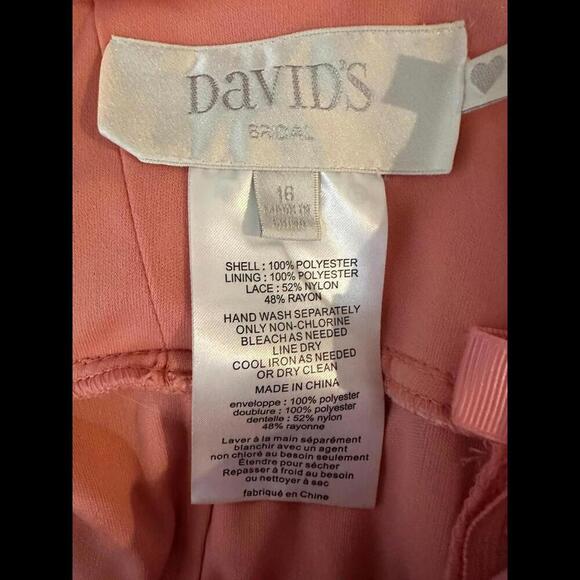 DaVID'S
BRIDAL
16
MADE IN
CHINA
SHELL : 100% POLYESTER
LINING : 100% POLYESTER
LACE : 52% NYLON
48% RAYON
HAND WASH SEPARATELY
ONLY NON-CHLORINE
BLEACH AS NEEDED
LINE DRY
COOL IRON AS NEEDED
OR DRY CLEAN
MADE IN CHINA
enveloppe : 100% polyester
doublure : 100% polyester
dentelle : 52% nylon
48% rayonne
Laver à la main séparément
blanchir avec un agent
non chloré au besoin seulement
Étendre pour sécher
Repasser à froid au besoin
ou nettoyer à sec
fabriqué en Chine